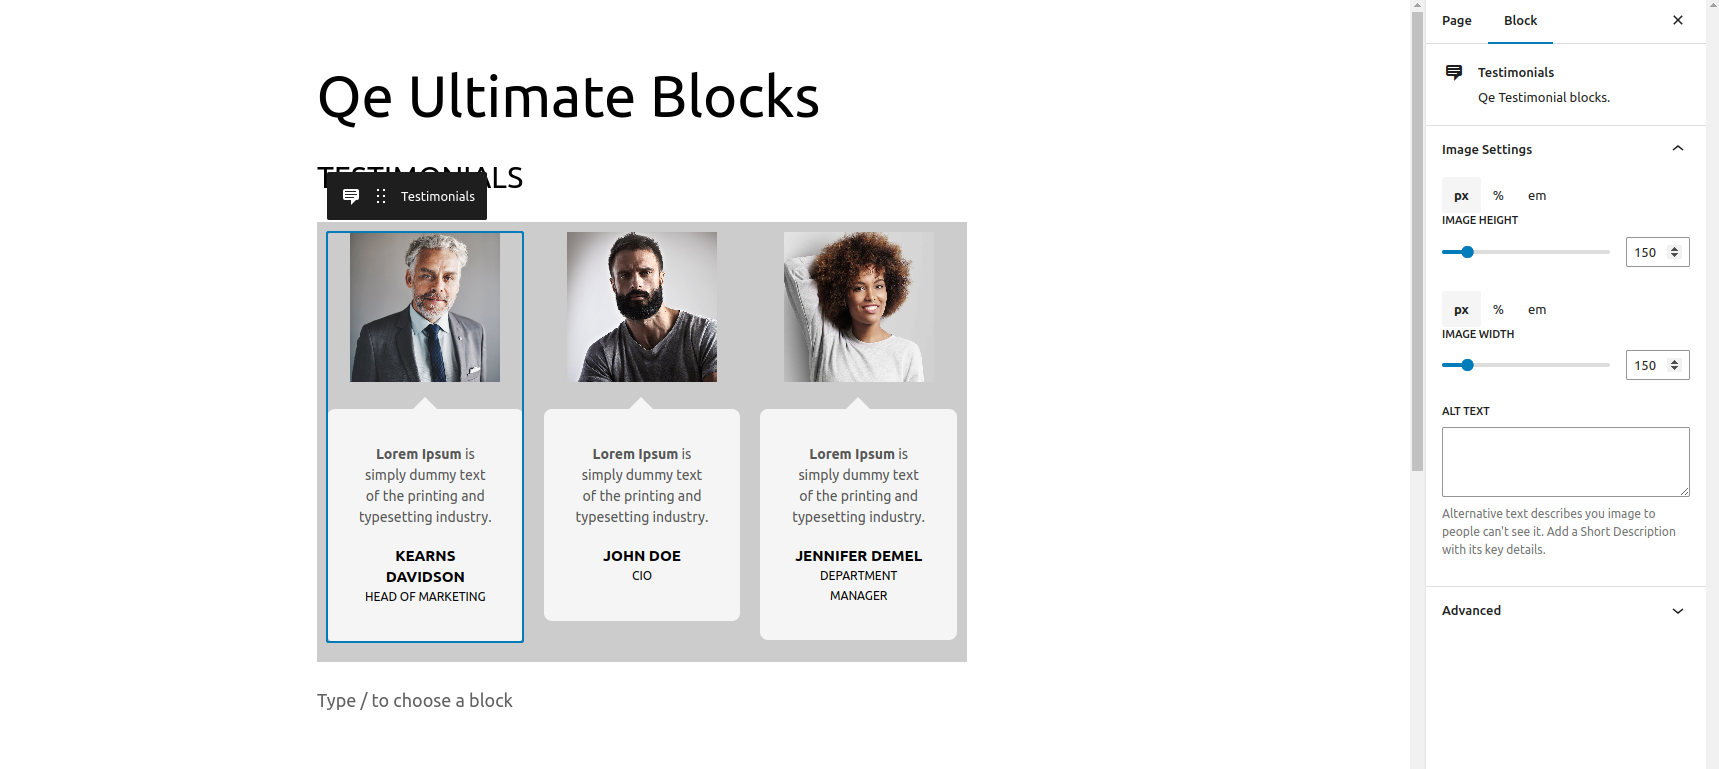 Qe Ultimate Blocks
TESTIMONIALS
Testimonials
Lorem Ipsum is
simply dummy text
of the printing and
typesetting industry.
KEARNS
DAVIDSON
HEAD OF MARKETING
Lorem Ipsum is
simply dummy text
of the printing and
typesetting industry.
JOHN DOE
CIO
Lorem Ipsum is
simply dummy text
of the printing and
typesetting industry.
JENNIFER DEMEL
DEPARTMENT
MANAGER
Type / to choose a block
Page Block
Testimonials
Qe Testimonial blocks.
Image Settings
px % em
IMAGE HEIGHT
150
px % em
IMAGE WIDTH
150
ALT TEXT
Alternative text describes you image to
people can't see it. Add a Short Description
with its key details.
Advanced